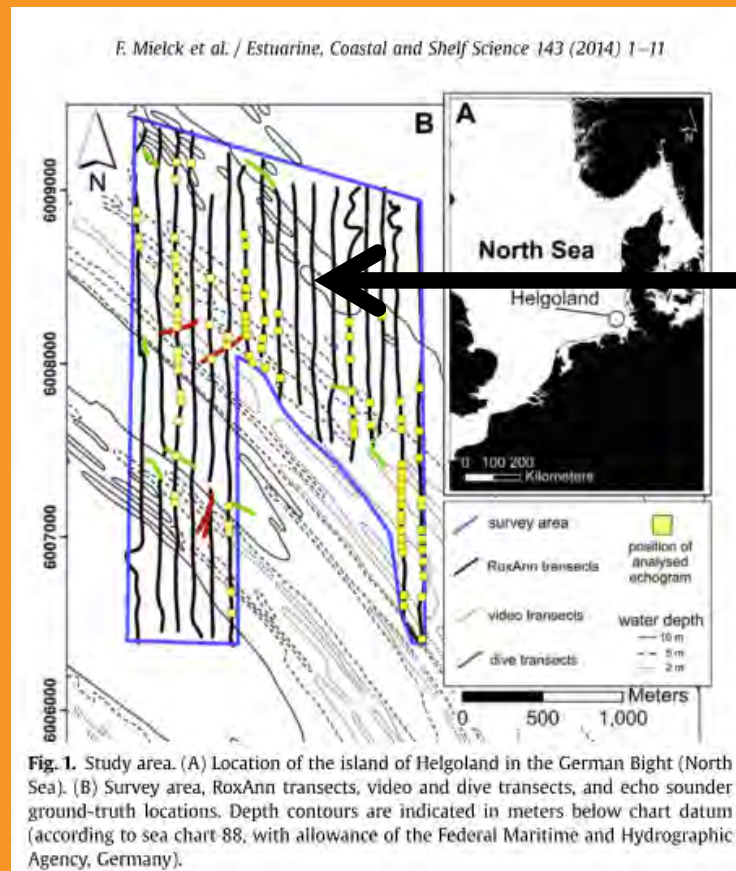 F. Mielck et al. / Estuarine, Coastal and Shelf Science 143 (2014) 1–11
B
A
N
N
6009000
6008000
6007000
6006000
North Sea
Helgoland
0 100 200
Kilometers
survey area
RoxAnn transects
video transects
dive transects
position of
analysed
echogram
water depth
10 m
5 m
2 m
Meters
0 500 1,000
Fig. 1. Study area. (A) Location of the island of Helgoland in the German Bight (North
Sea). (B) Survey area, RoxAnn transects, video and dive transects, and echo sounder
ground-truth locations. Depth contours are indicated in meters below chart datum
(according to sea chart 88, with allowance of the Federal Maritime and Hydrographic
Agency, Germany).